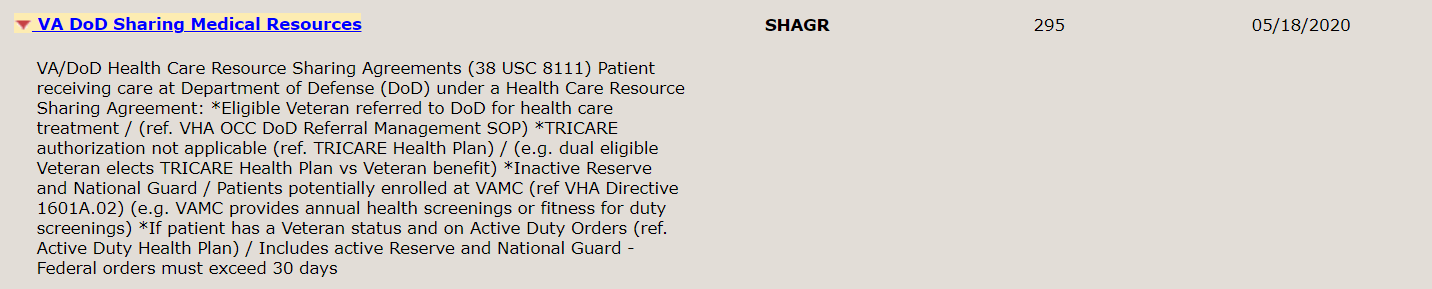 VA DoD Sharing Medical Resources SHAGR 295 05/18/2020
VA/DoD Health Care Resource Sharing Agreements (38 USC 8111) Patient
receiving care at Department of Defense (DoD) under a Health Care Resource
Sharing Agreement: *Eligible Veteran referred to DoD for health care
treatment / (ref. VHA OCC DoD Referral Management SOP) *TRICARE
authorization not applicable (ref. TRICARE Health Plan) / (e.g. dual eligible
Veteran elects TRICARE Health Plan vs Veteran benefit) *Inactive Reserve
and National Guard / Patients potentially enrolled at VAMC (ref VHA Directive
1601A.02) (e.g. VAMC provides annual health screenings or fitness for duty
screenings) *If patient has a Veteran status and on Active Duty Orders (ref.
Active Duty Health Plan) / Includes active Reserve and National Guard -
Federal orders must exceed 30 days